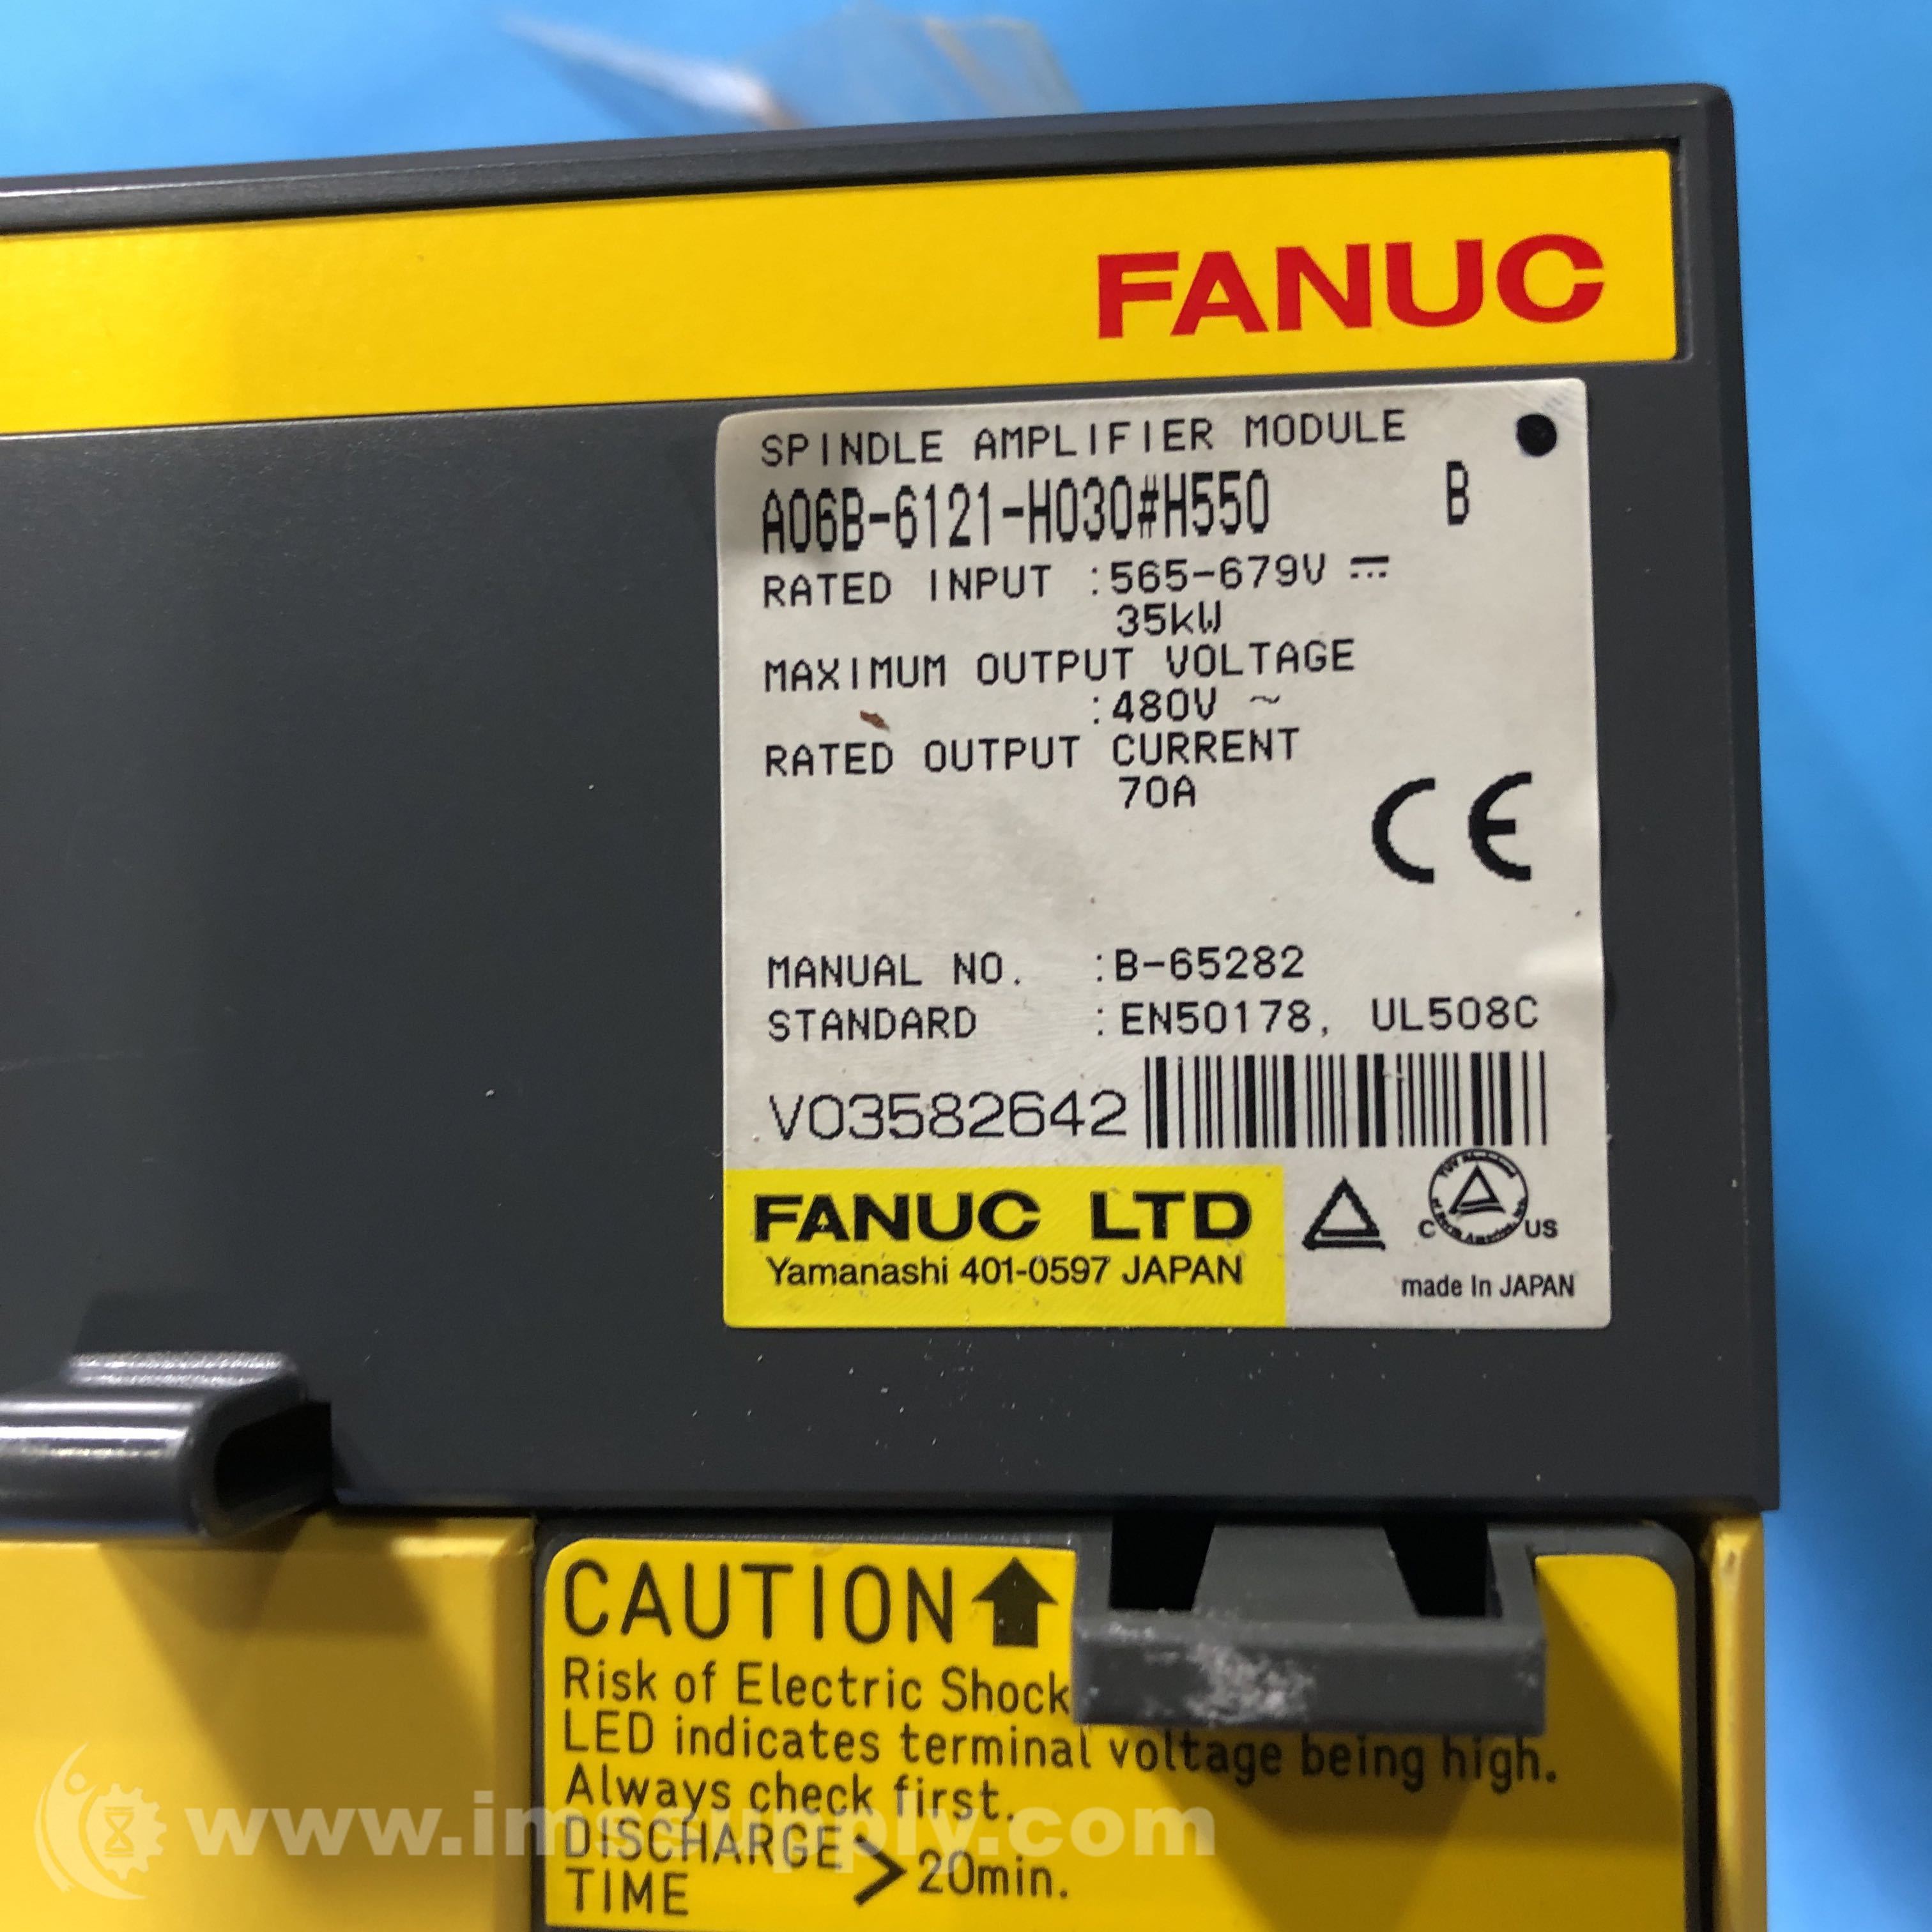 FANUC
SPINDLE AMPLIFIER MODULE
A06B-6121-H030#H550 B
RATED INPUT :565-679V ⎓
35kW
MAXIMUM OUTPUT VOLTAGE
:480V ~
RATED OUTPUT CURRENT
70A
CE
MANUAL NO. :B-65282
STANDARD :EN50178, UL508C
V03582642
FANUC LTD
Yamanashi 401-0597 JAPAN
C US
made In JAPAN
CAUTION
Risk of Electric Shock
LED indicates terminal voltage being high.
Always check first.
DISCHARGE
TIME > 20min.
www.imssupply.com